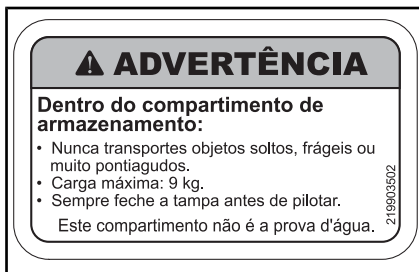 ADVERTÊNCIA
Dentro do compartimento de
armazenamento:
• Nunca transportes objetos soltos, frágeis ou
muito pontiagudos.
• Carga máxima: 9 kg.
• Sempre feche a tampa antes de pilotar.
Este compartimento não é a prova d'água.
219903502